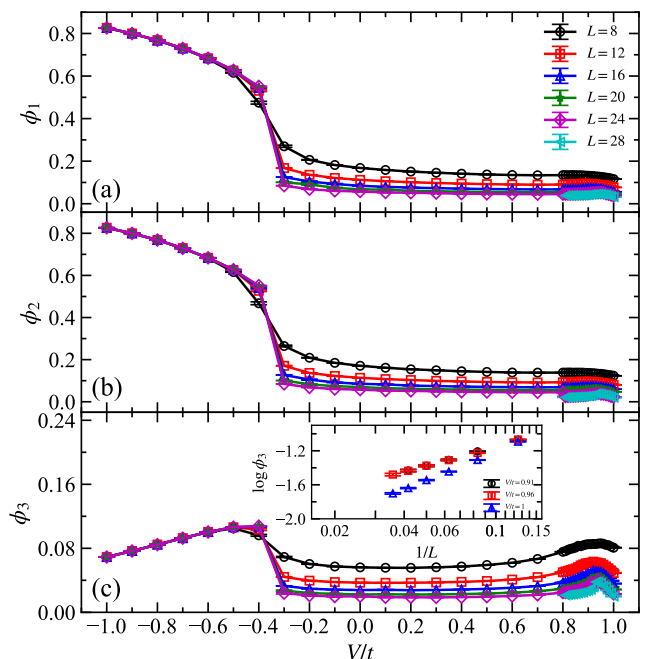 0.8
0.6
0.4
0.2
0.0
ϕ1
(a)
L = 8
L = 12
L = 16
L = 20
L = 24
L = 28
0.8
0.6
0.4
0.2
0.0
ϕ2
(b)
0.24
0.16
0.08
0.00
ϕ3
(c)
−1.2
−1.6
−2.0
log ϕ3
V/t = 0.91
V/t = 0.96
V/t = 1
0.02 0.04 0.06 0.1 0.15
1/L
−1.0 −0.8 −0.6 −0.4 −0.2 0.0 0.2 0.4 0.6 0.8 1.0
V/t